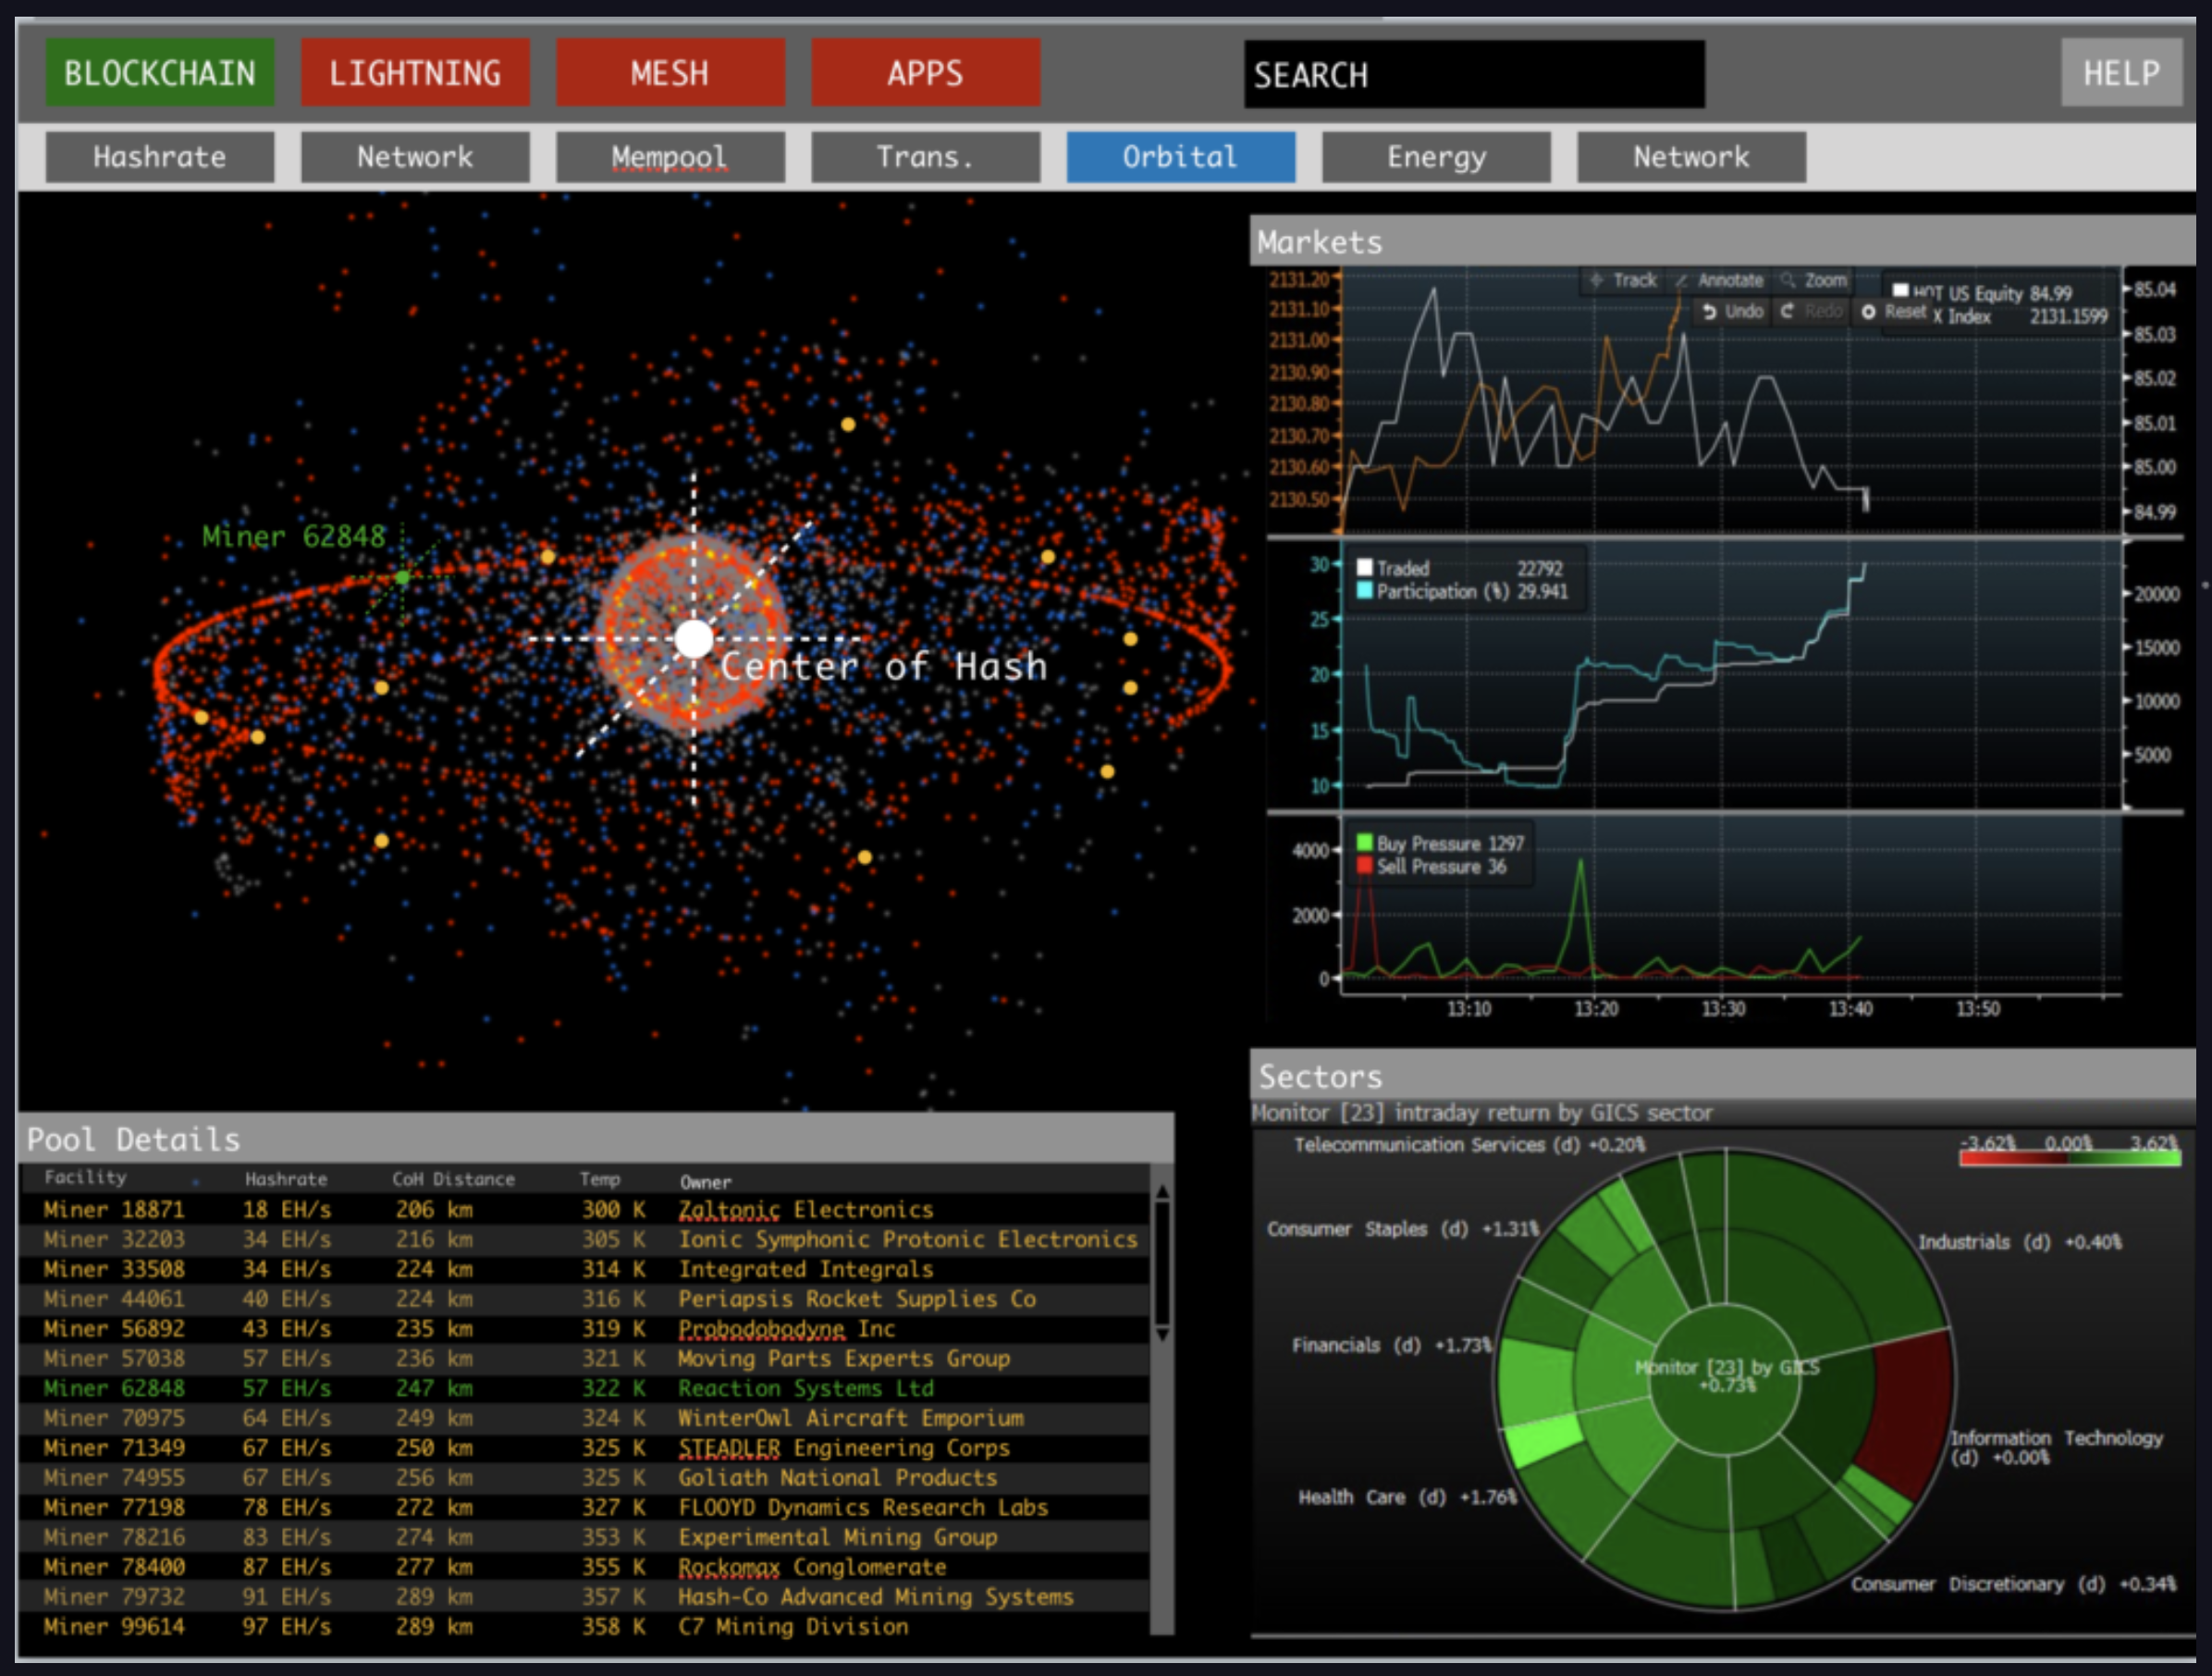 BLOCKCHAIN LIGHTNING MESH APPS SEARCH HELP
Hashrate Network Mempool Trans. Orbital Energy Network
Miner 62848
Center of Hash
Markets
Track Annotate Zoom
Undo Redo Reset
HOT US Equity 84.99
X Index 2131.1599
2131.20
2131.10
2131.00
2130.90
2130.80
2130.70
2130.60
2130.50
85.04
85.03
85.02
85.01
85.00
84.99
Traded 22792
Participation (%) 29.941
30
25
20
15
10
20000
15000
10000
5000
Buy Pressure 1297
Sell Pressure 36
4000
2000
0
13:10 13:20 13:30 13:40 13:50
Pool Details
Facility Hashrate CoH Distance Temp Owner
Miner 18871 18 EH/s 206 km 300 K Zaltonic Electronics
Miner 32203 34 EH/s 216 km 305 K Ionic Symphonic Protonic Electronics
Miner 33508 34 EH/s 224 km 314 K Integrated Integrals
Miner 44061 40 EH/s 224 km 316 K Periapsis Rocket Supplies Co
Miner 56892 43 EH/s 235 km 319 K Probodobodyne Inc
Miner 57038 57 EH/s 236 km 321 K Moving Parts Experts Group
Miner 62848 57 EH/s 247 km 322 K Reaction Systems Ltd
Miner 70975 64 EH/s 249 km 324 K WinterOwl Aircraft Emporium
Miner 71349 67 EH/s 250 km 325 K STEADLER Engineering Corps
Miner 74955 67 EH/s 256 km 325 K Goliath National Products
Miner 77198 78 EH/s 272 km 327 K FLOOYD Dynamics Research Labs
Miner 78216 83 EH/s 274 km 353 K Experimental Mining Group
Miner 78400 87 EH/s 277 km 355 K Rockomax Conglomerate
Miner 79732 91 EH/s 289 km 357 K Hash-Co Advanced Mining Systems
Miner 99614 97 EH/s 289 km 358 K C7 Mining Division
Sectors
Monitor [23] intraday return by GICS sector
-3.62% 0.00% 3.62%
Telecommunication Services (d) +0.20%
Consumer Staples (d) +1.31%
Industrials (d) +0.40%
Financials (d) +1.73%
Monitor [23] by GICS
+0.73%
Information Technology
(d) +0.00%
Health Care (d) +1.76%
Consumer Discretionary (d) +0.34%